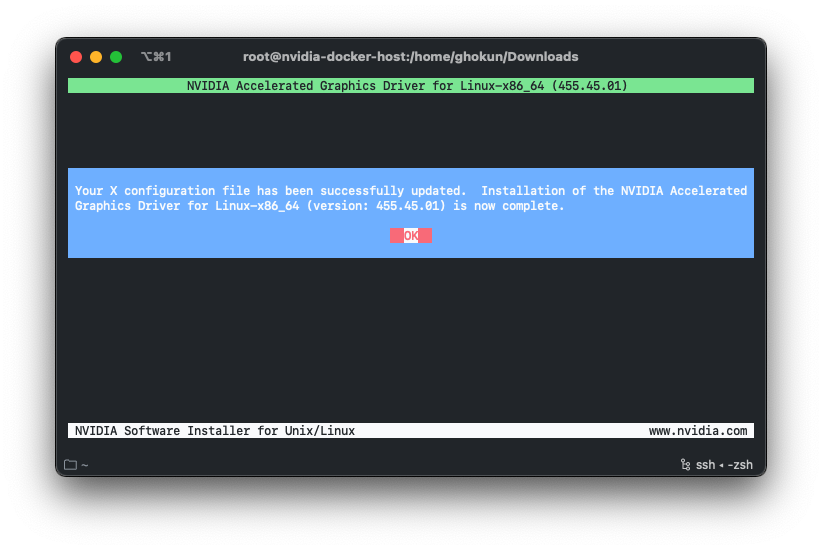 ⌥⌘1 root@nvidia-docker-host:/home/ghokun/Downloads
NVIDIA Accelerated Graphics Driver for Linux-x86_64 (455.45.01)
Your X configuration file has been successfully updated.  Installation of the NVIDIA Accelerated
Graphics Driver for Linux-x86_64 (version: 455.45.01) is now complete.
OK
NVIDIA Software Installer for Unix/Linux www.nvidia.com
~ ssh ◂ -zsh